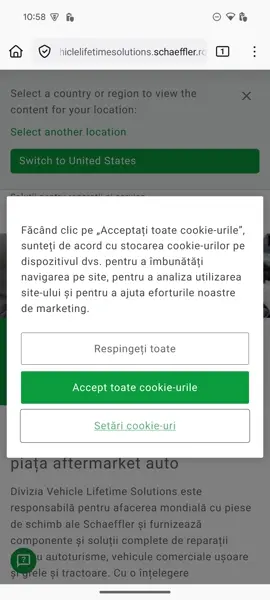 10:58
hiclelifetimesolutions.schaeffler.ro
1
Select a country or region to view the
content for your location:
Select another location
Switch to United States
Făcând clic pe „Acceptați toate cookie-urile”,
sunteți de acord cu stocarea cookie-urilor pe
dispozitivul dvs. pentru a îmbunătăți
navigarea pe site, pentru a analiza utilizarea
site-ului și pentru a ajuta eforturile noastre
de marketing.
Respingeți toate
Accept toate cookie-urile
Setări cookie-uri
piața aftermarket auto
Divizia Vehicle Lifetime Solutions este
responsabilă pentru afacerea mondială cu piese
de schimb ale Schaeffler și furnizează
componente și soluții complete de reparații
u autoturisme, vehicule comerciale ușoare
și grele și tractoare. Cu o înțelegere